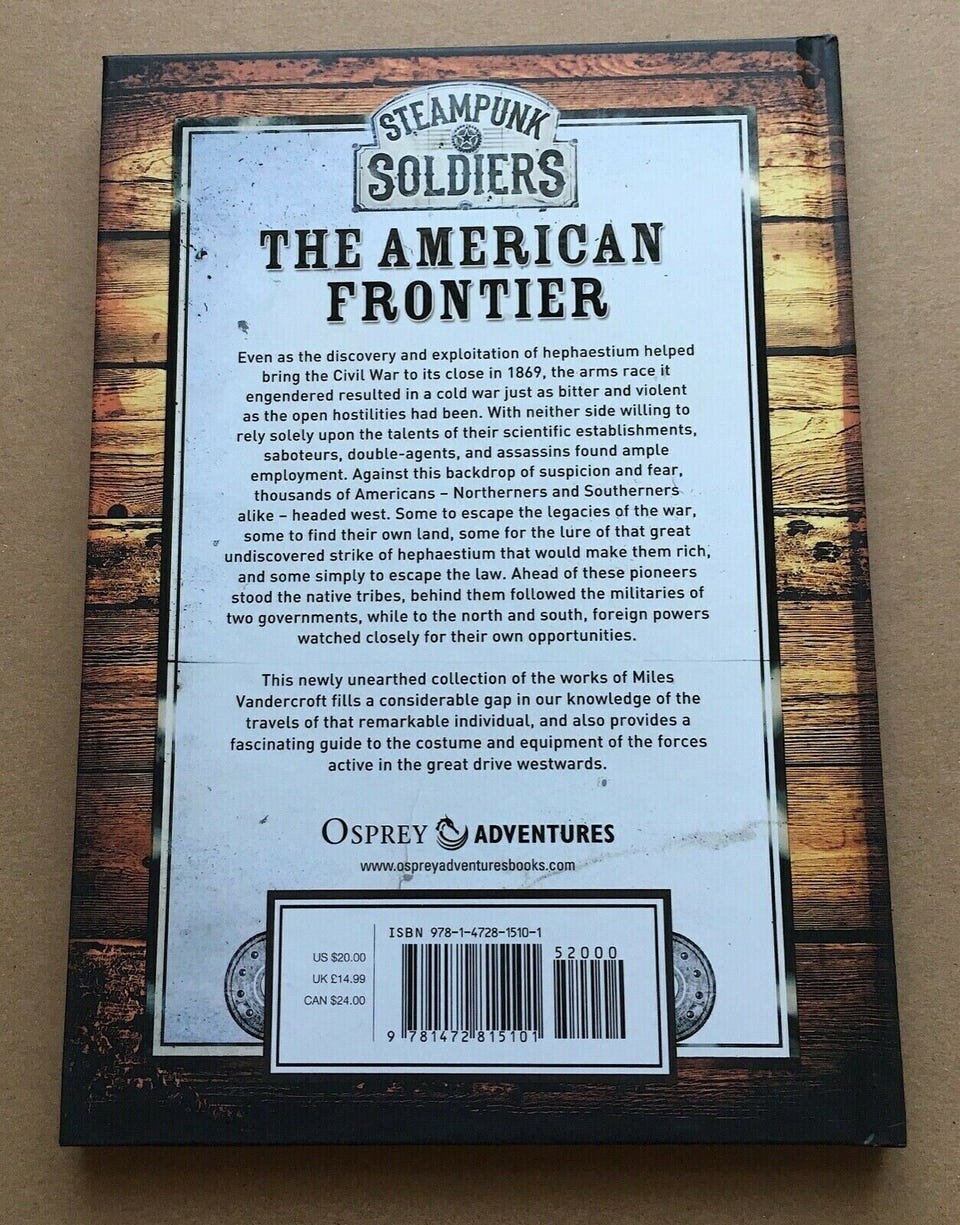 STEAMPUNK
SOLDIERS
THE AMERICAN
FRONTIER
Even as the discovery and exploitation of hephaestium helped
bring the Civil War to its close in 1869, the arms race it
engendered resulted in a cold war just as bitter and violent
as the open hostilities had been. With neither side willing to
rely solely upon the talents of their scientific establishments,
saboteurs, double-agents, and assassins found ample
employment. Against this backdrop of suspicion and fear,
thousands of Americans – Northerners and Southerners
alike – headed west. Some to escape the legacies of the war,
some to find their own land, some for the lure of that great
undiscovered strike of hephaestium that would make them rich,
and some simply to escape the law. Ahead of these pioneers
stood the native tribes, behind them followed the militaries of
two governments, while to the north and south, foreign powers
watched closely for their own opportunities.
This newly unearthed collection of the works of Miles
Vandercroft fills a considerable gap in our knowledge of the
travels of that remarkable individual, and also provides a
fascinating guide to the costume and equipment of the forces
active in the great drive westwards.
OSPREY ADVENTURES
www.ospreyadventuresbooks.com
ISBN 978-1-4728-1510-1
52000
US $20.00
UK £14.99
CAN $24.00
9 781472 815101